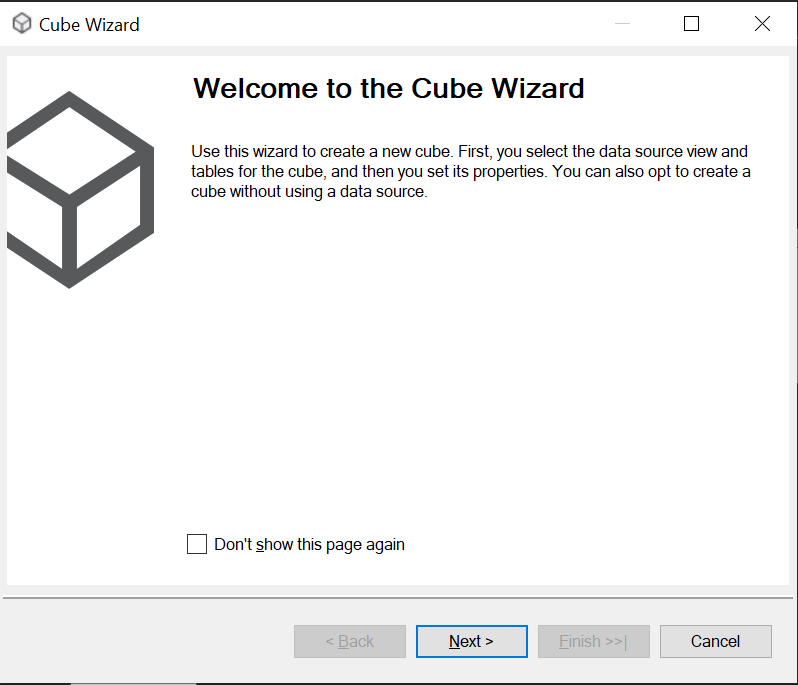 Cube Wizard
Welcome to the Cube Wizard
Use this wizard to create a new cube. First, you select the data source view and
tables for the cube, and then you set its properties. You can also opt to create a
cube without using a data source.
Don't show this page again
< Back Next > Finish >>| Cancel